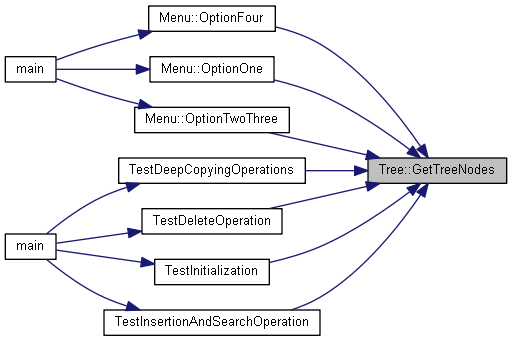 Menu::OptionFour
main
Menu::OptionOne
Menu::OptionTwoThree
Tree::GetTreeNodes
TestDeepCopyingOperations
TestDeleteOperation
main
TestInitialization
TestInsertionAndSearchOperation